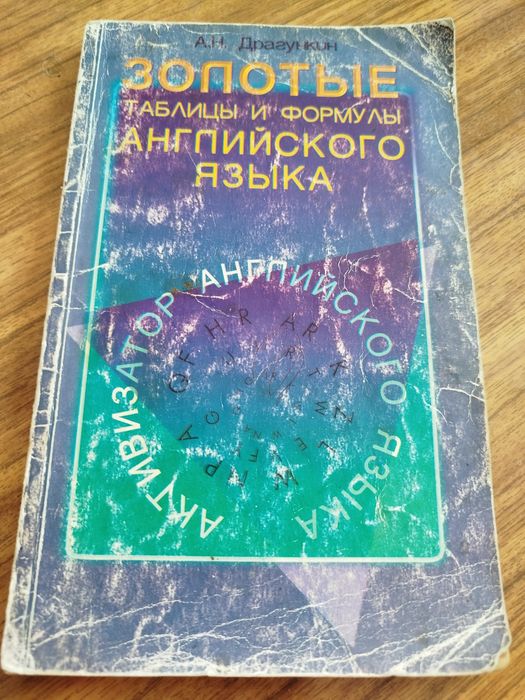 А.Н. Драгункин
ЗОЛОТЫЕ
ТАБЛИЦЫ И ФОРМУЛЫ
АНГЛИЙСКОГО
ЯЗЫКА
АКТИВИЗАТОР АНГЛИЙСКОГО ЯЗЫКА